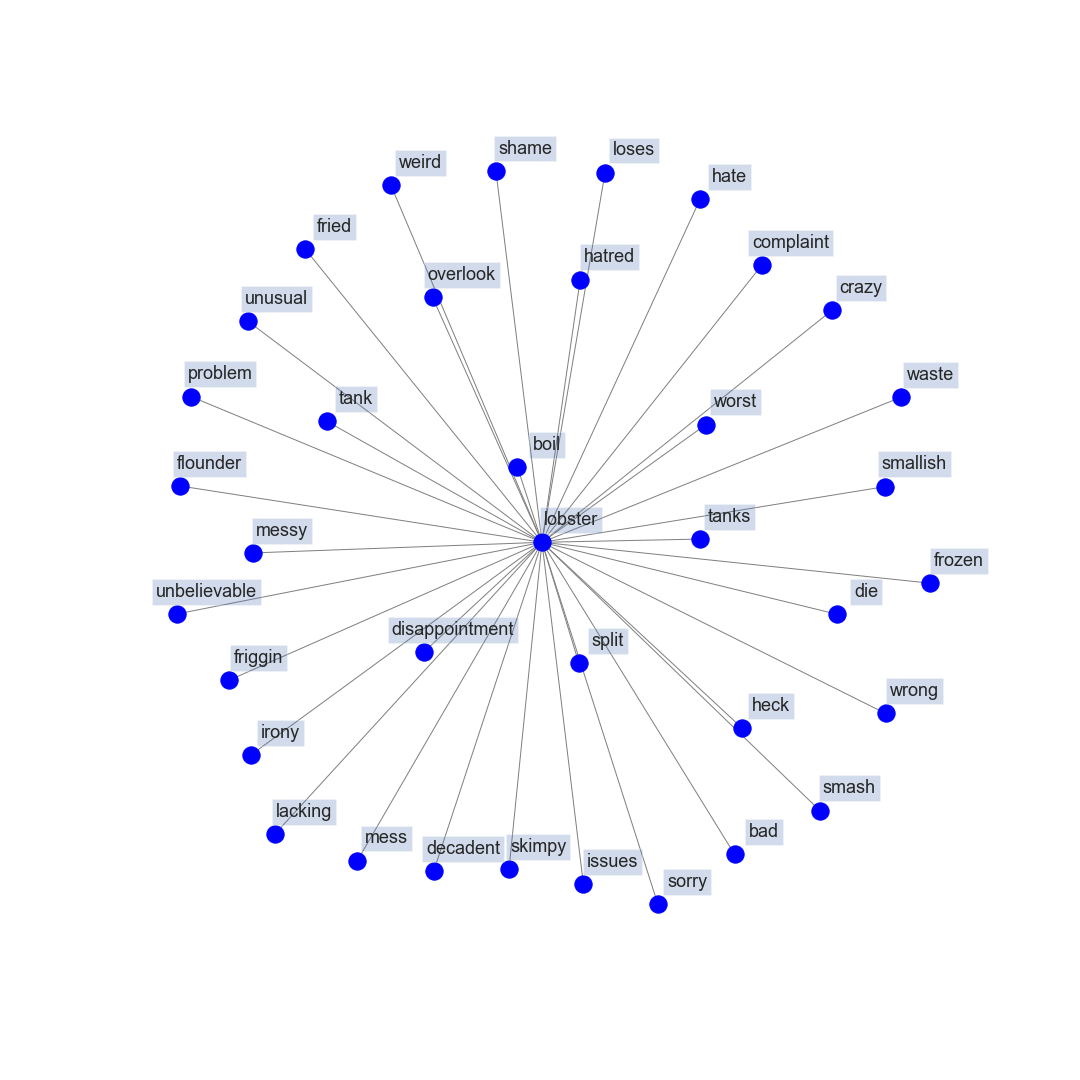 shame
loses
weird
hate
fried
complaint
hatred
overlook
crazy
unusual
problem
waste
tank
worst
boil
flounder
smallish
lobster
tanks
messy
frozen
unbelievable
die
disappointment
split
friggin
wrong
heck
irony
smash
lacking
bad
mess
skimpy
decadent
issues
sorry